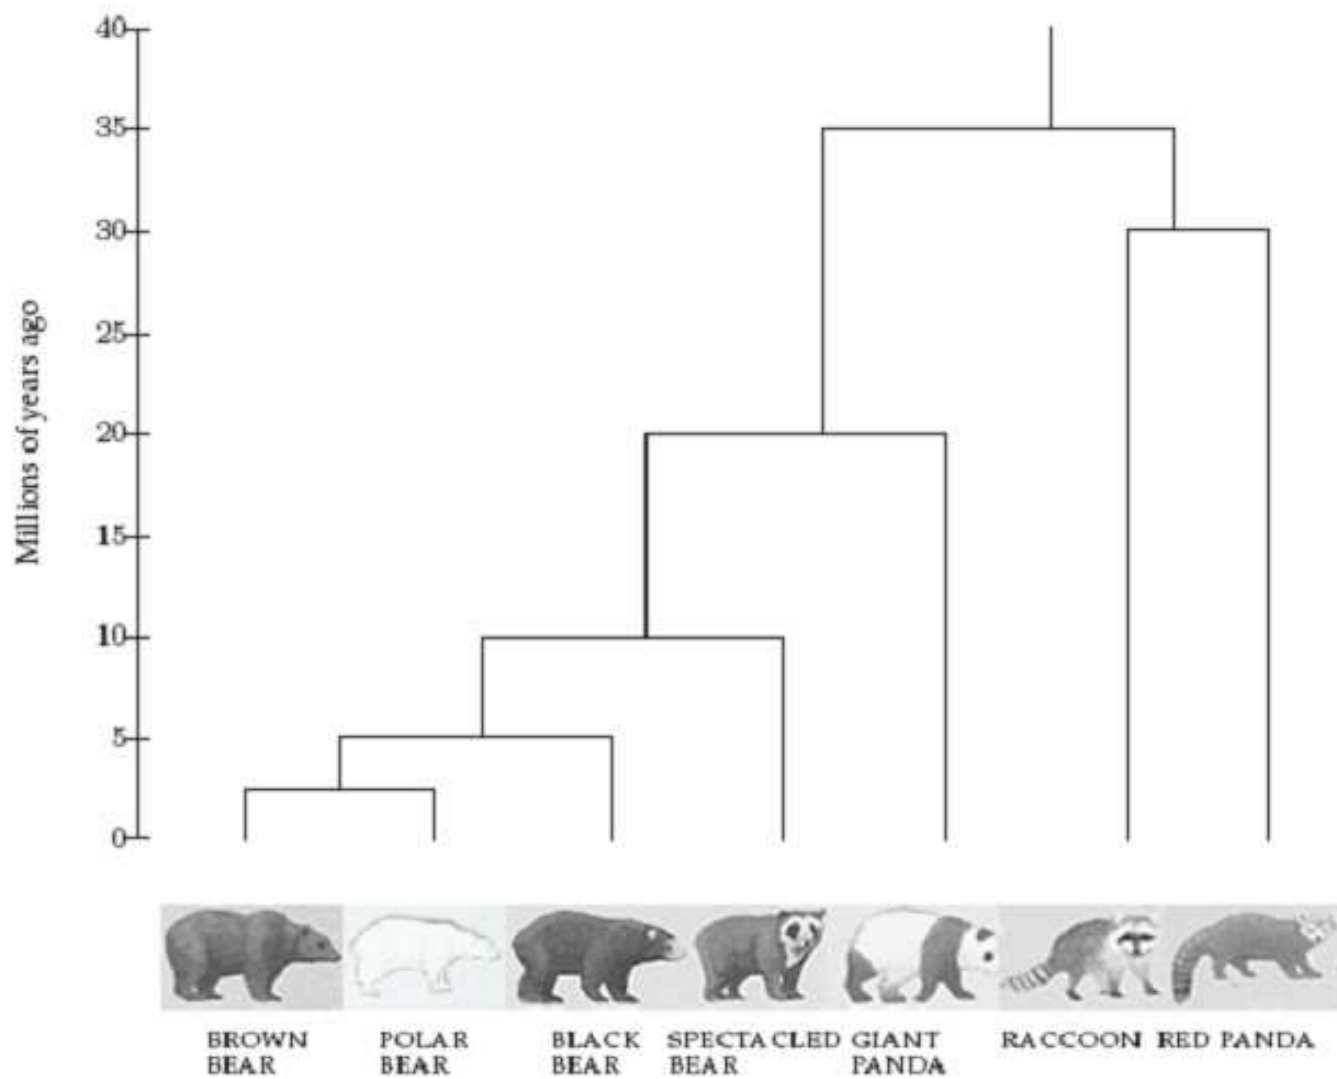 40
35
30
25
20
15
10
5
0
Millions of years ago
BROWN
BEAR
POLAR
BEAR
BLACK
BEAR
SPECTACLED
BEAR
GIANT
PANDA
RACCOON
RED PANDA